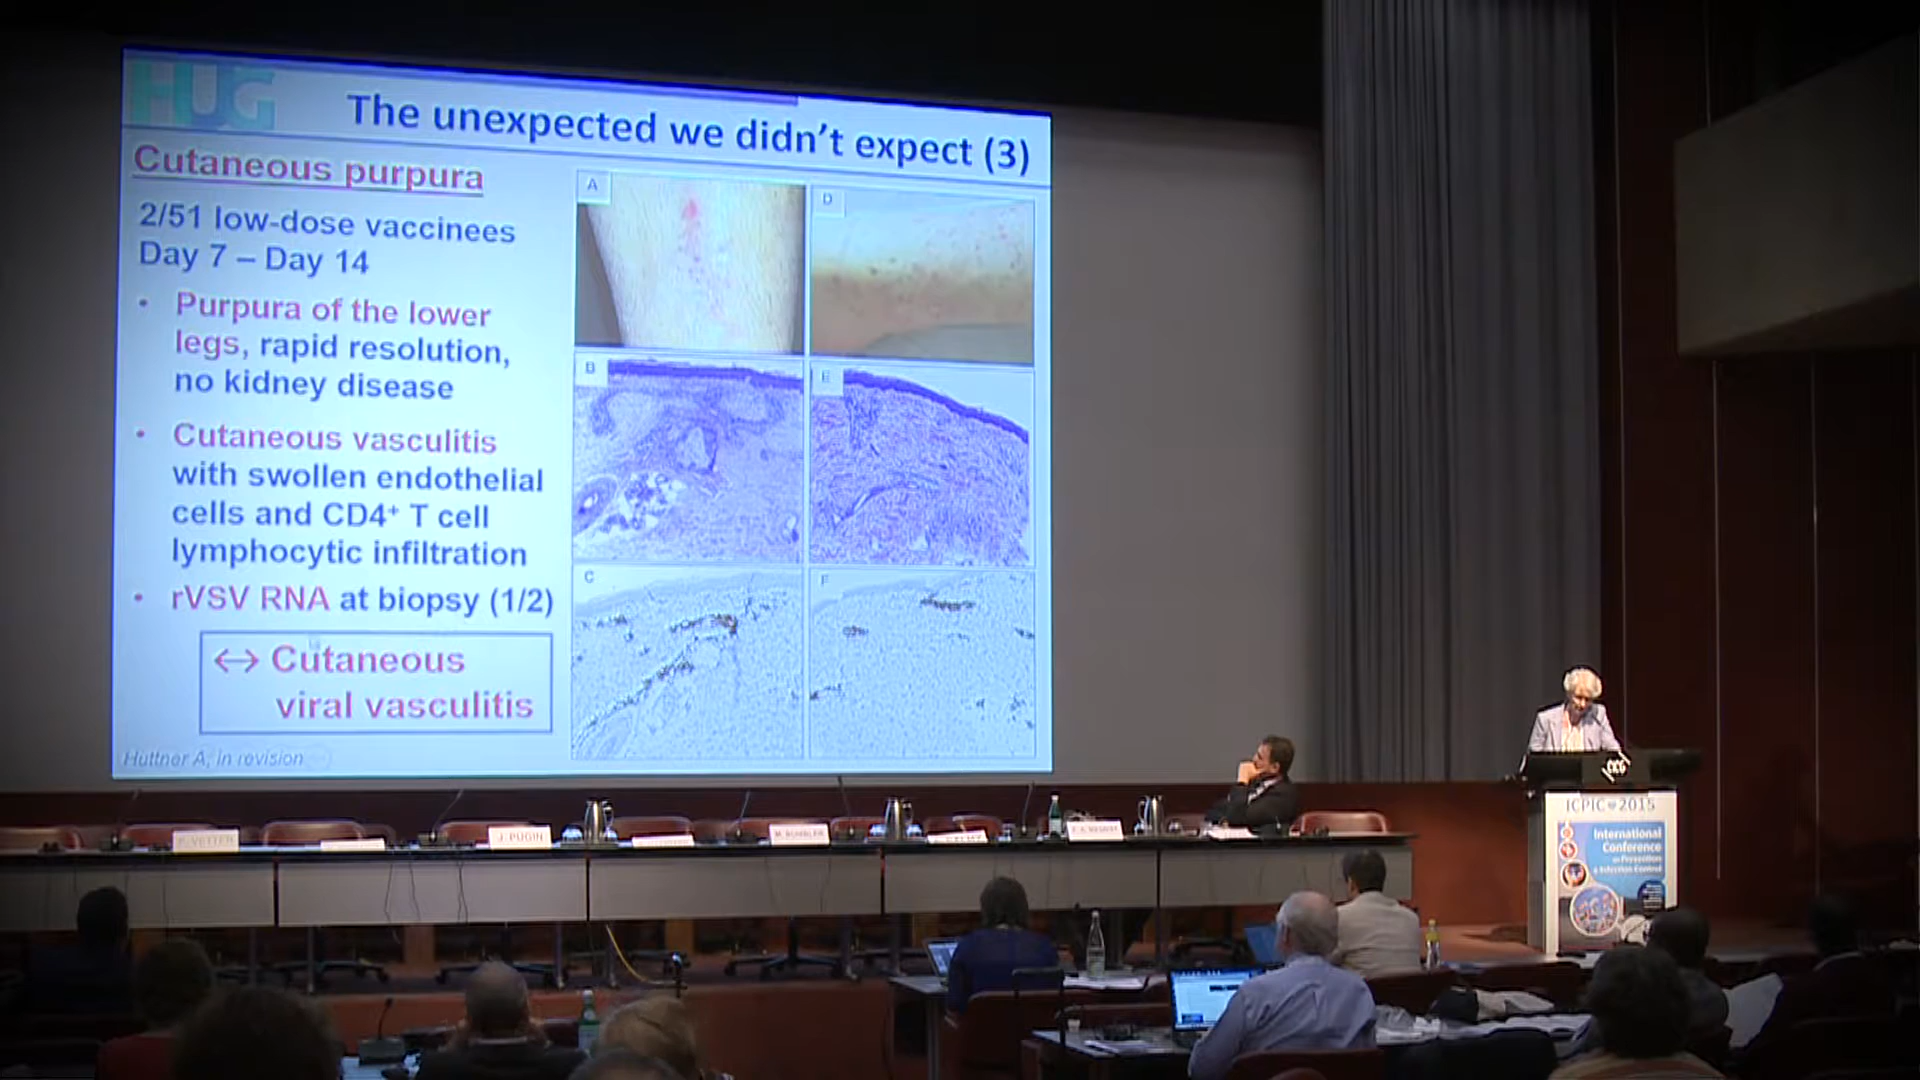 HUG
The unexpected we didn't expect (3)
Cutaneous purpura
2/51 low-dose vaccinees
Day 7 – Day 14
• Purpura of the lower
legs, rapid resolution,
no kidney disease
• Cutaneous vasculitis
with swollen endothelial
cells and CD4⁺ T cell
lymphocytic infiltration
• rVSV RNA at biopsy (1/2)
↔ Cutaneous
viral vasculitis
Huttner A, in revision
A
D
B
E
C
F
P. VETTER
J. PUGIN
CICG
ICPIC 2015
International
Conference
on Prevention
& Infection Control